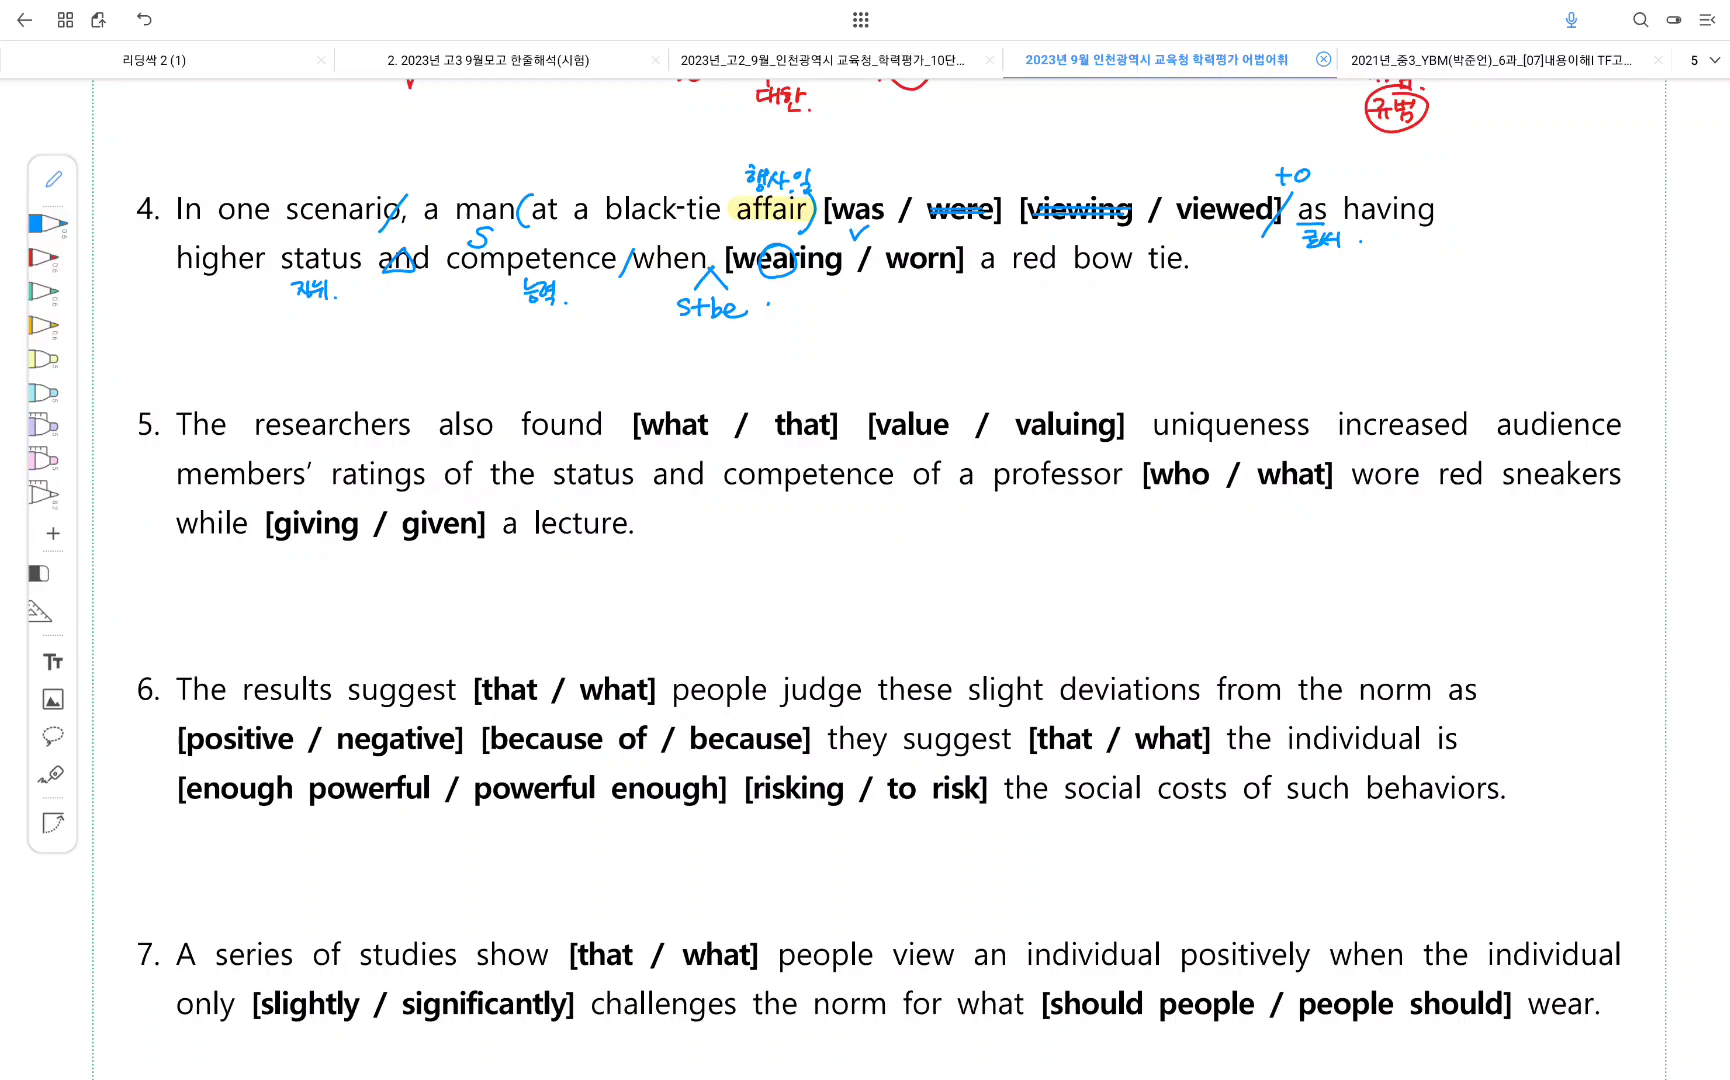 리딩싹 2 (1)
2. 2023년 고3 9월모고 한줄해석(시험)
2023년_고2_9월_인천광역시 교육청_학력평가_10단...
2023년 9월 인천광역시 교육청 학력평가 어법어휘
2021년_중3_YBM(박준언)_6과_[07]내용이해I TF고...
5
대한.
규범
행사.일
+o
4. In one scenario, a man at a black-tie affair [was / were] [viewing / viewed] as having
S
로서.
higher status and competence when [wearing / worn] a red bow tie.
지위.
능력.
S+be
5. The researchers also found [what / that] [value / valuing] uniqueness increased audience
members’ ratings of the status and competence of a professor [who / what] wore red sneakers
while [giving / given] a lecture.
6. The results suggest [that / what] people judge these slight deviations from the norm as
[positive / negative] [because of / because] they suggest [that / what] the individual is
[enough powerful / powerful enough] [risking / to risk] the social costs of such behaviors.
7. A series of studies show [that / what] people view an individual positively when the individual
only [slightly / significantly] challenges the norm for what [should people / people should] wear.